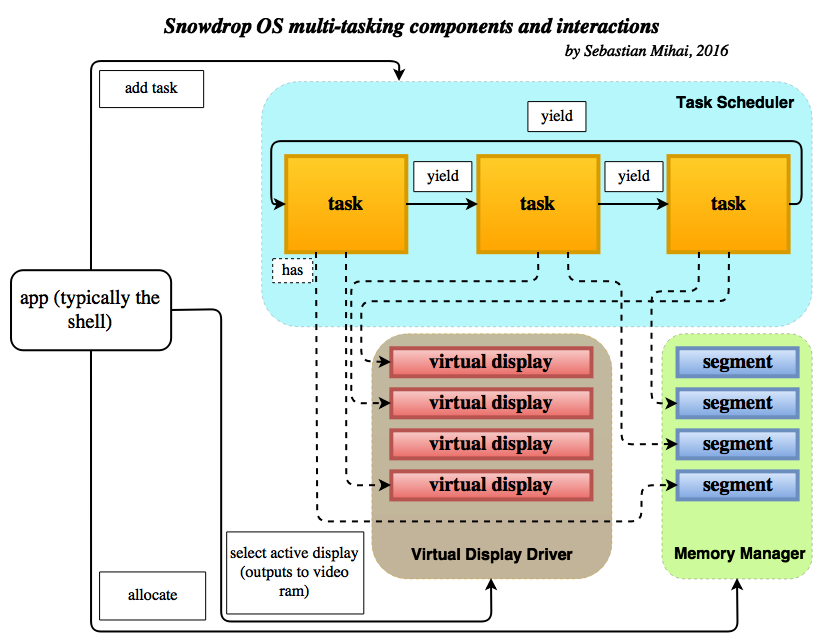 Snowdrop OS multi-tasking components and interactions
by Sebastian Mihai, 2016
add task
Task Scheduler
yield
yield
yield
task
task
task
has
app (typically the
shell)
virtual display
virtual display
virtual display
virtual display
segment
segment
segment
segment
select active display
(outputs to video
ram)
Virtual Display Driver
Memory Manager
allocate